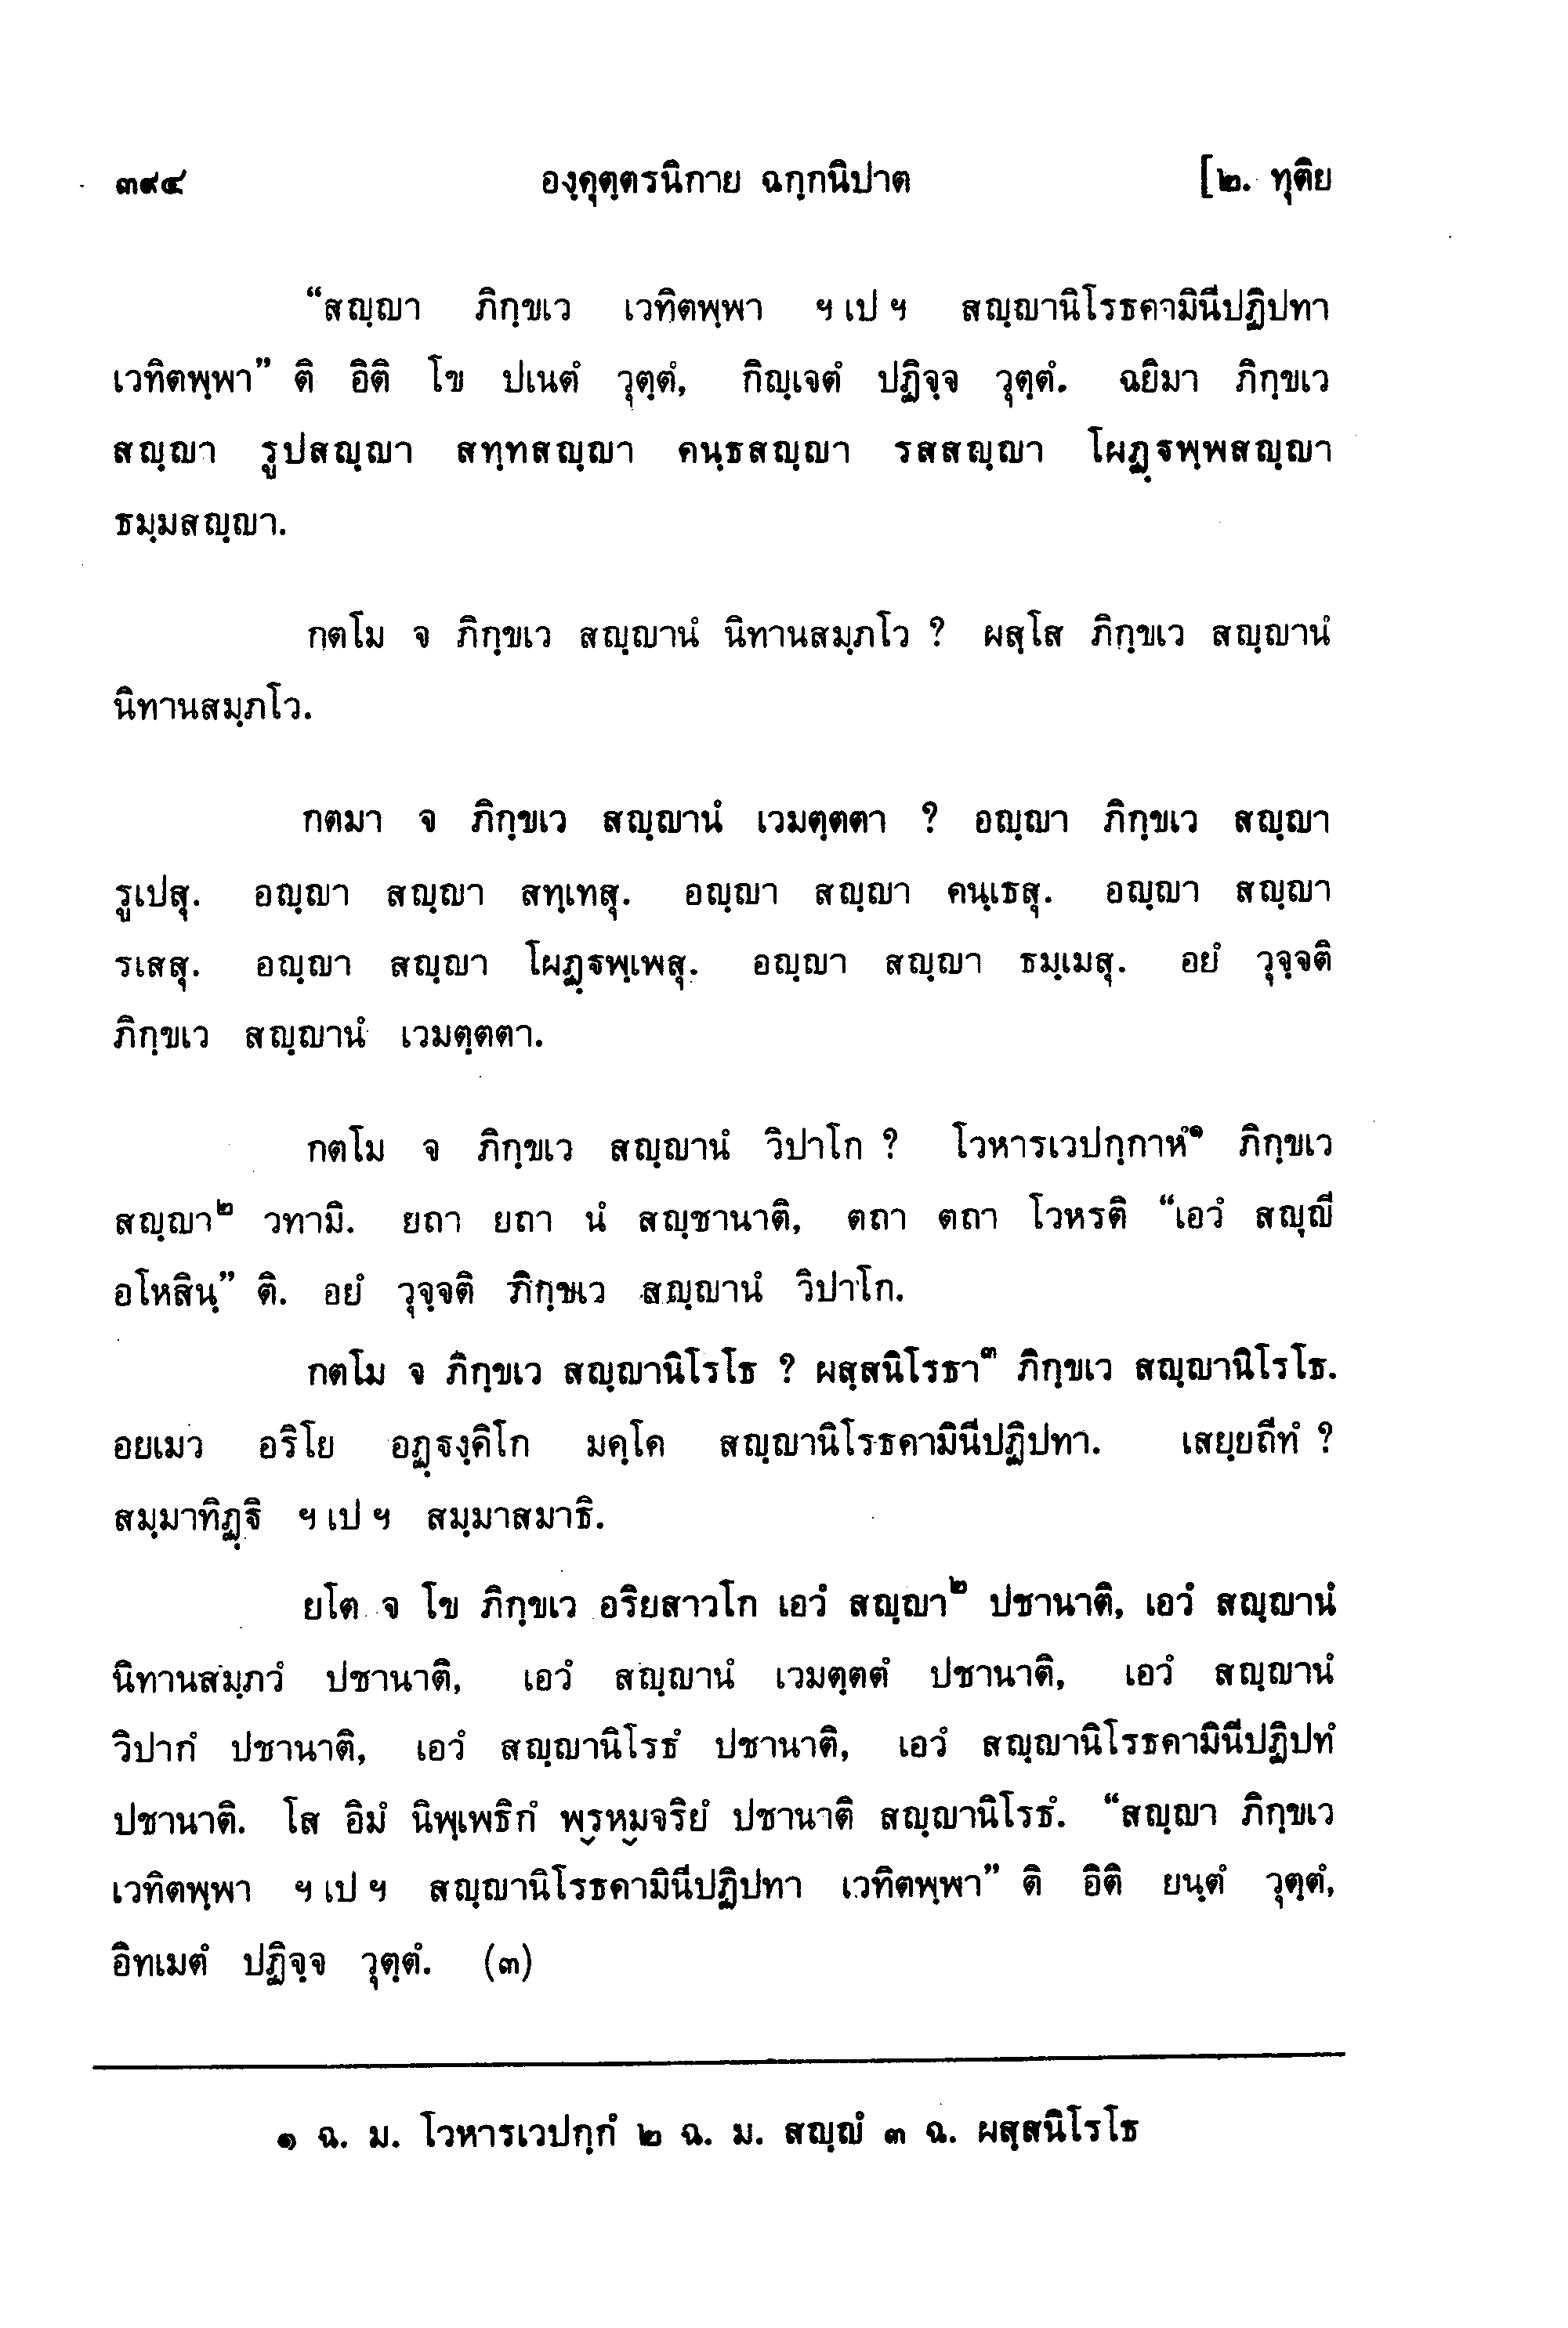 ๓๙๔ องฺคุตฺตรนิกาย ฉกฺกนิปาต [๒. ทุติย
“สญฺญา ภิกฺขเว เวทิตพฺพา ฯ เป ฯ สญฺญานิโรธคามินีปฏิปทา
เวทิตพฺพา” ติ อิติ โข ปเนตํ วุตฺตํ, กิญฺเจตํ ปฏิจฺจ วุตฺตํ. ฉยิมา ภิกฺขเว
สญฺญา รูปสญฺญา สทฺทสญฺญา คนฺธสญฺญา รสสญฺญา โผฏฺฐพฺพสญฺญา
ธมฺมสญฺญา.
กตโม จ ภิกฺขเว สญฺญานํ นิทานสมฺภโว ? ผสฺโส ภิกฺขเว สญฺญานํ
นิทานสมฺภโว.
กตมา จ ภิกฺขเว สญฺญานํ เวมตฺตตา ? อญฺญา ภิกฺขเว สญฺญา
รูเปสุ. อญฺญา สญฺญา สทฺเทสุ. อญฺญา สญฺญา คนฺเธสุ. อญฺญา สญฺญา
รเสสุ. อญฺญา สญฺญา โผฏฺฐพฺเพสุ. อญฺญา สญฺญา ธมฺเมสุ. อยํ วุจฺจติ
ภิกฺขเว สญฺญานํ เวมตฺตตา.
กตโม จ ภิกฺขเว สญฺญานํ วิปาโก ? โวหารเวปกฺกาหํ๑ ภิกฺขเว
สญฺญา๒ วทามิ. ยถา ยถา นํ สญฺชานาติ, ตถา ตถา โวหรติ “เอวํ สญฺญี
อโหสินฺ” ติ. อยํ วุจฺจติ ภิกฺขเว สญฺญานํ วิปาโก.
กตโม จ ภิกฺขเว สญฺญานิโรโธ ? ผสฺสนิโรธา๓ ภิกฺขเว สญฺญานิโรโธ.
อยเมว อริโย อฏฺฐงฺคิโก มคฺโค สญฺญานิโรธคามินีปฏิปทา. เสยฺยถีทํ ?
สมฺมาทิฏฺฐิ ฯ เป ฯ สมฺมาสมาธิ.
ยโต จ โข ภิกฺขเว อริยสาวโก เอวํ สญฺญา๒ ปชานาติ, เอวํ สญฺญานํ
นิทานสมฺภวํ ปชานาติ, เอวํ สญฺญานํ เวมตฺตตํ ปชานาติ, เอวํ สญฺญานํ
วิปากํ ปชานาติ, เอวํ สญฺญานิโรธํ ปชานาติ, เอวํ สญฺญานิโรธคามินีปฏิปทํ
ปชานาติ. โส อิมํ นิพฺเพธิกํ พฺรหฺมจริยํ ปชานาติ สญฺญานิโรธํ. “สญฺญา ภิกฺขเว
เวทิตพฺพา ฯ เป ฯ สญฺญานิโรธคามินีปฏิปทา เวทิตพฺพา” ติ อิติ ยนฺตํ วุตฺตํ,
อิทเมตํ ปฏิจฺจ วุตฺตํ. (๓)
๑ ฉ. ม. โวหารเวปกฺกํ ๒ ฉ. ม. สญฺญํ ๓ ฉ. ผสฺสนิโรโธ